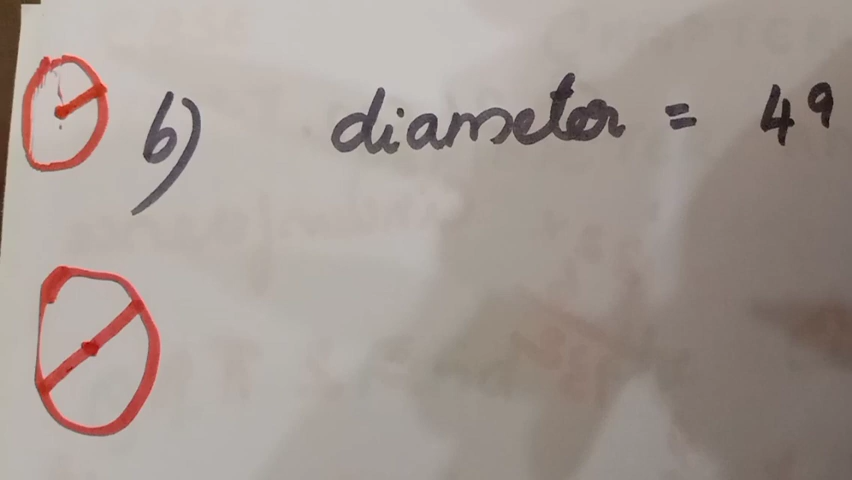 b) diameter = 49